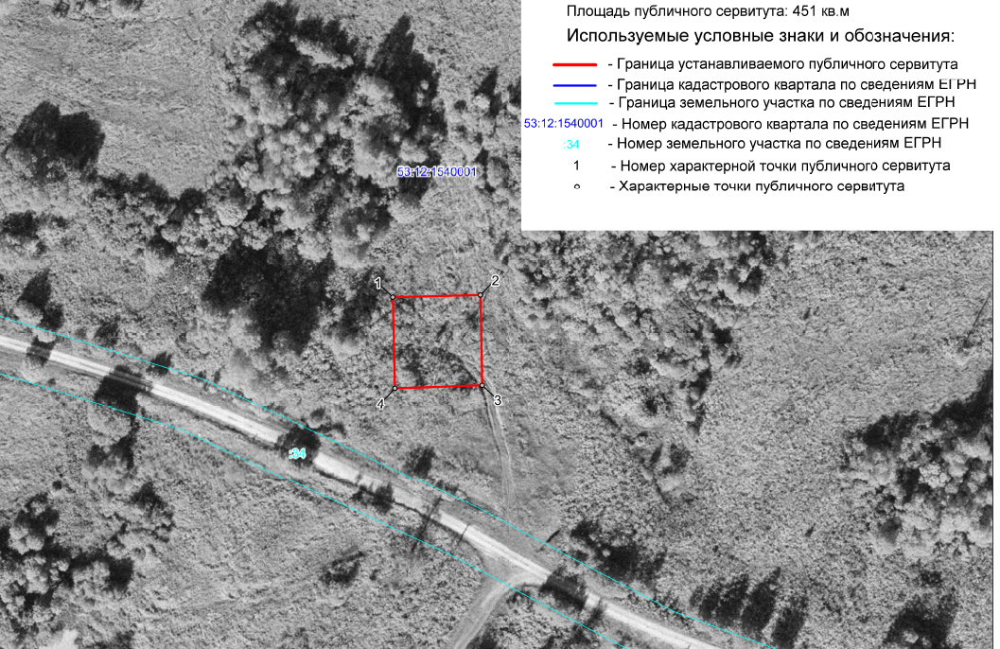 Площадь публичного сервитута: 451 кв.м
Используемые условные знаки и обозначения:
- Граница устанавливаемого публичного сервитута
- Граница кадастрового квартала по сведениям ЕГРН
- Граница земельного участка по сведениям ЕГРН
53:12:1540001 - Номер кадастрового квартала по сведениям ЕГРН
:34 - Номер земельного участка по сведениям ЕГРН
1 - Номер характерной точки публичного сервитута
- Характерные точки публичного сервитута
53:12:1540001
1
2
3
4
:34